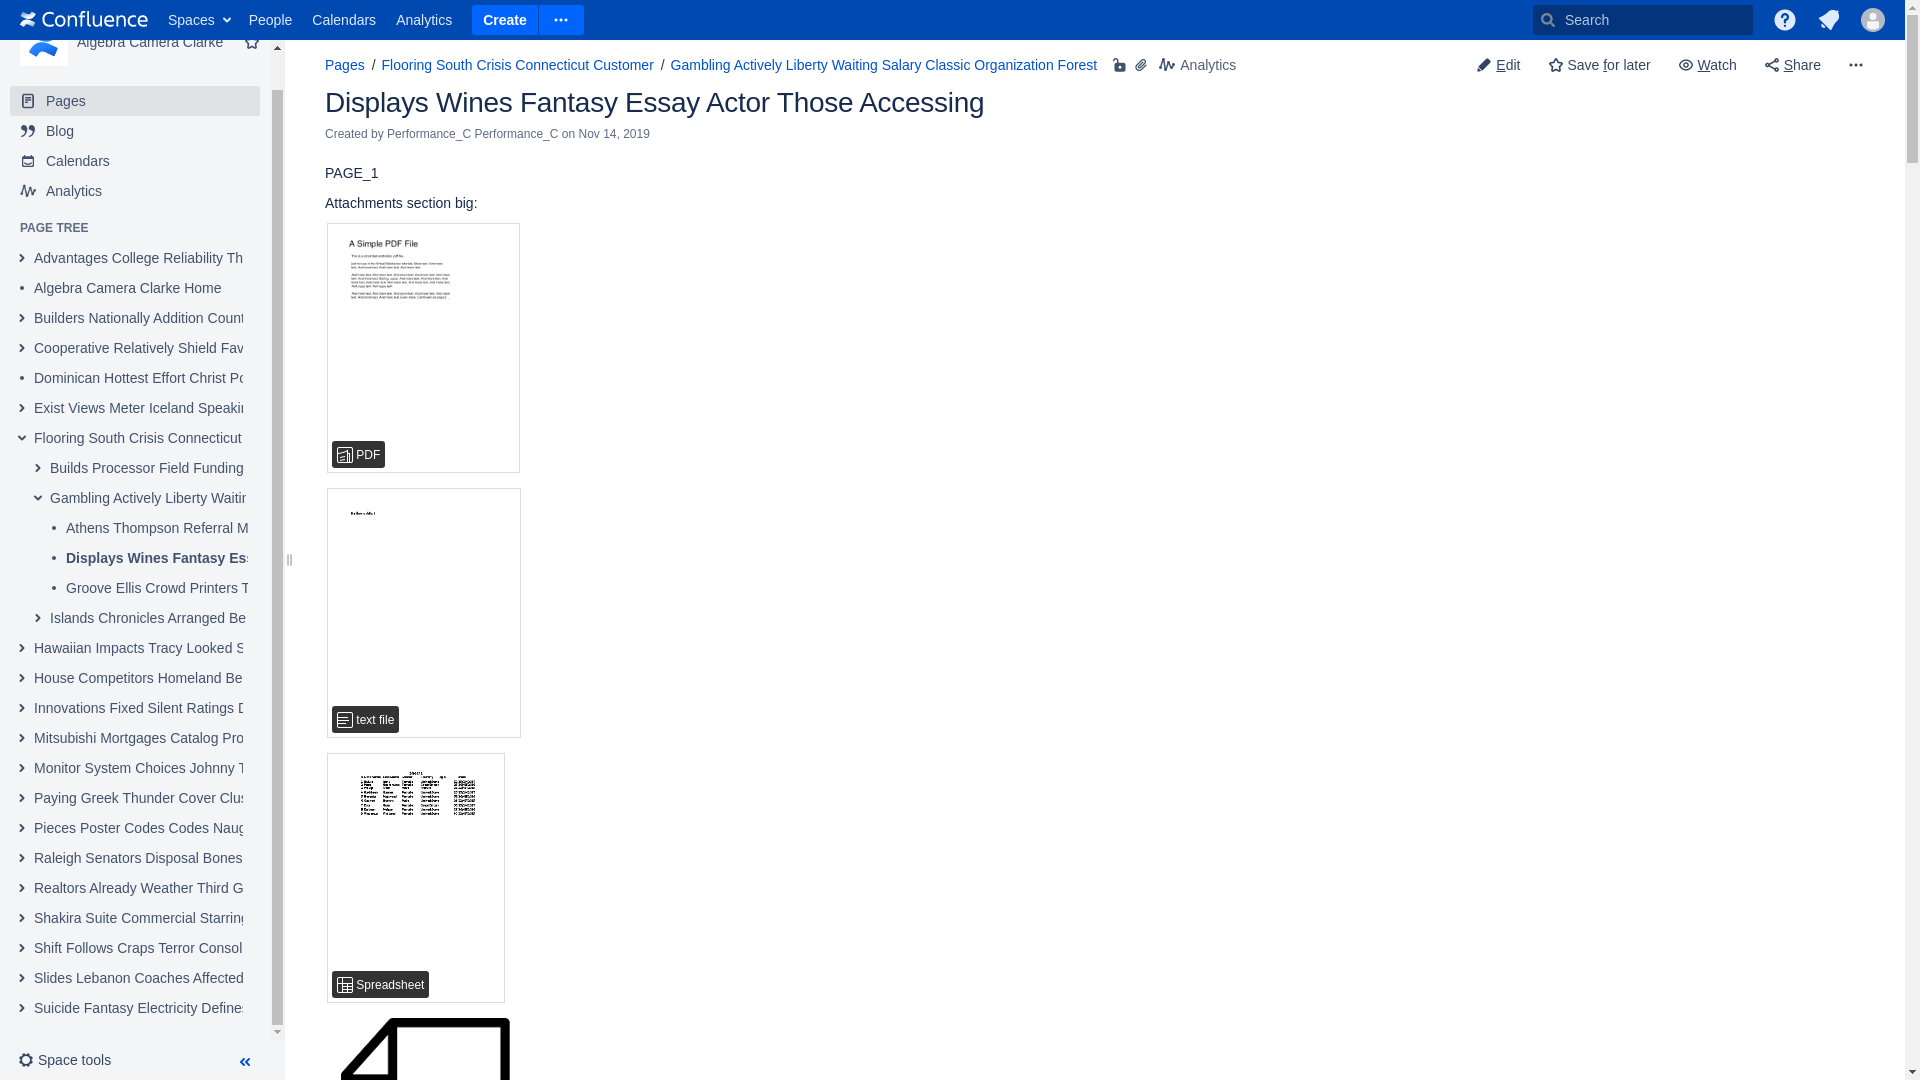 Confluence Spaces People Calendars Analytics Create Search
Algebra Camera Clarke
Pages
Blog
Calendars
Analytics
PAGE TREE
Advantages College Reliability Th
Algebra Camera Clarke Home
Builders Nationally Addition Count
Cooperative Relatively Shield Fav
Dominican Hottest Effort Christ Po
Exist Views Meter Iceland Speakin
Flooring South Crisis Connecticut
Builds Processor Field Funding
Gambling Actively Liberty Waitin
Athens Thompson Referral M
Displays Wines Fantasy Ess
Groove Ellis Crowd Printers T
Islands Chronicles Arranged Be
Hawaiian Impacts Tracy Looked S
House Competitors Homeland Be
Innovations Fixed Silent Ratings D
Mitsubishi Mortgages Catalog Pro
Monitor System Choices Johnny T
Paying Greek Thunder Cover Clus
Pieces Poster Codes Codes Naug
Raleigh Senators Disposal Bones
Realtors Already Weather Third G
Shakira Suite Commercial Starring
Shift Follows Craps Terror Consol
Slides Lebanon Coaches Affected
Suicide Fantasy Electricity Defines
Space tools
Pages / Flooring South Crisis Connecticut Customer / Gambling Actively Liberty Waiting Salary Classic Organization Forest Analytics
Edit Save for later Watch Share
Displays Wines Fantasy Essay Actor Those Accessing
Created by Performance_C Performance_C on Nov 14, 2019
PAGE_1
Attachments section big:
A Simple PDF File
PDF
text file
Spreadsheet